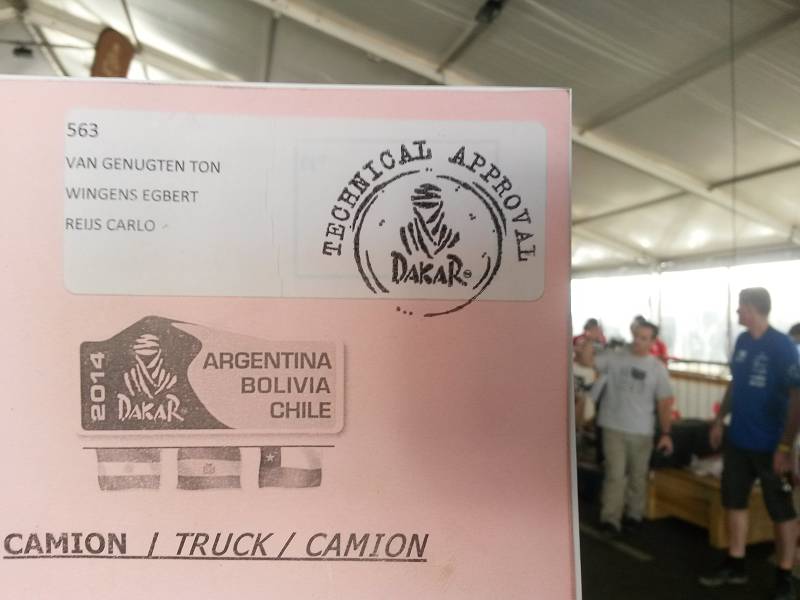 563
VAN GENUGTEN TON
WINGENS EGBERT
REIJS CARLO
TECHNICAL APPROVAL
DAKAR
2014
DAKAR
ARGENTINA
BOLIVIA
CHILE
CAMION / TRUCK / CAMION